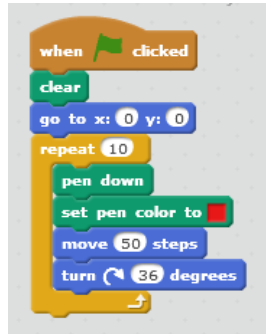 when clicked
clear
go to x: 0 y: 0
repeat 10
pen down
set pen color to
move 50 steps
turn 36 degrees